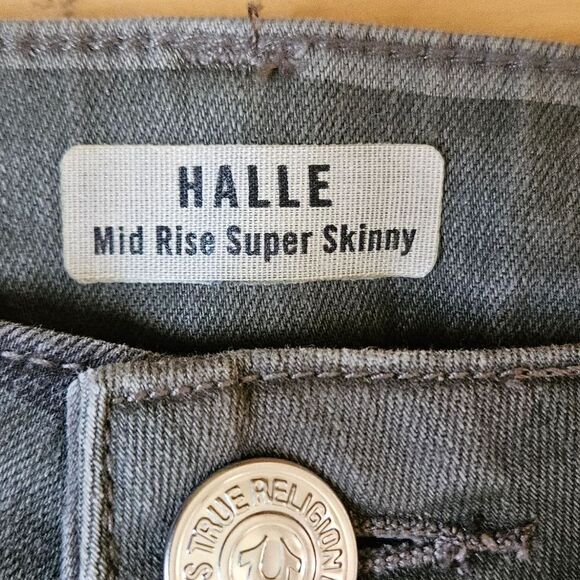 HALLE
Mid Rise Super Skinny
TRUE RELIGION